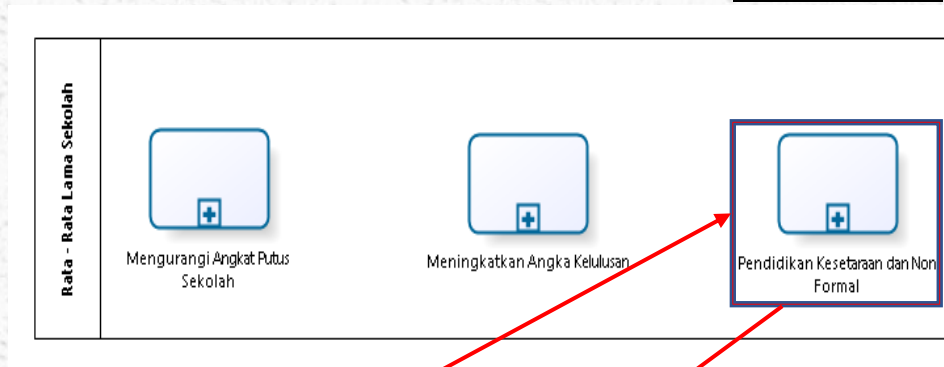 Rata - Rata Lama Sekolah
Mengurangi Angkat Putus
Sekolah
Meningkatkan Angka Kelulusan
Pendidikan Kesetaraan dan Non
Formal